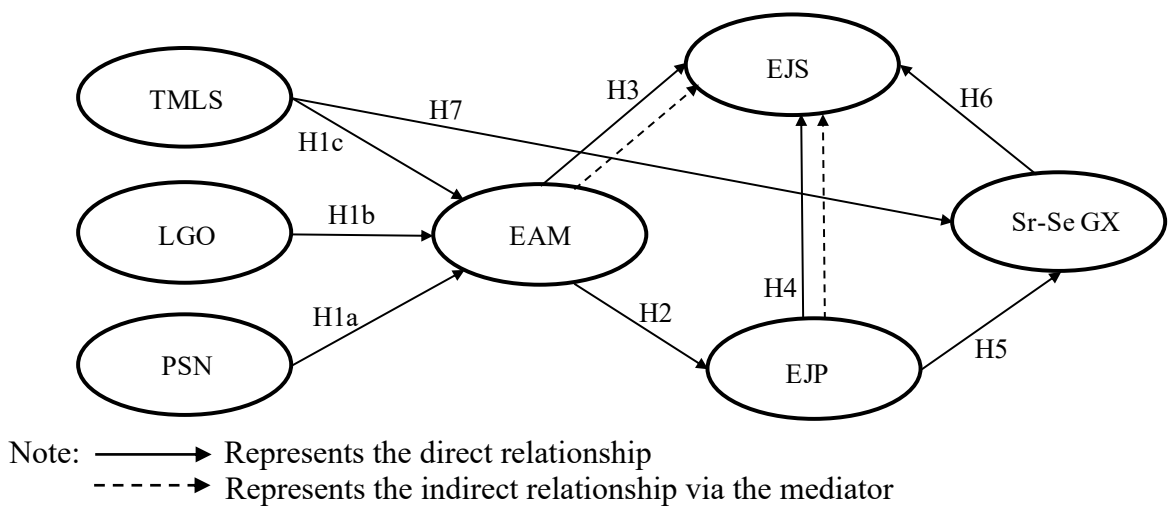 EJS
TMLS
H3
H6
H7
H1c
H1b
LGO
EAM
Sr-Se GX
H4
H1a
H2
H5
PSN
EJP
Note:
Represents the direct relationship
Represents the indirect relationship via the mediator